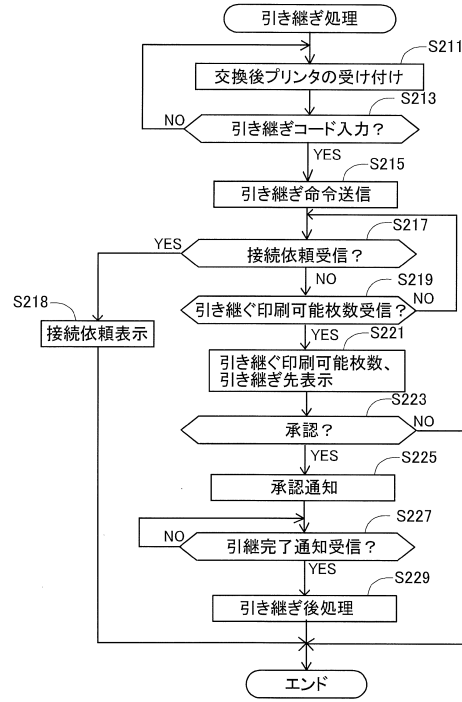 引き継ぎ処理
S211
交換後プリンタの受け付け
S213
NO
引き継ぎコード入力？
YES
S215
引き継ぎ命令送信
S217
YES
接続依頼受信？
NO
S219
S218
引き継ぐ印刷可能枚数受信？
NO
接続依頼表示
YES
S221
引き継ぐ印刷可能枚数、
引き継ぎ先表示
S223
承認？
NO
YES
S225
承認通知
S227
NO
引継完了通知受信？
YES
S229
引き継ぎ後処理
エンド